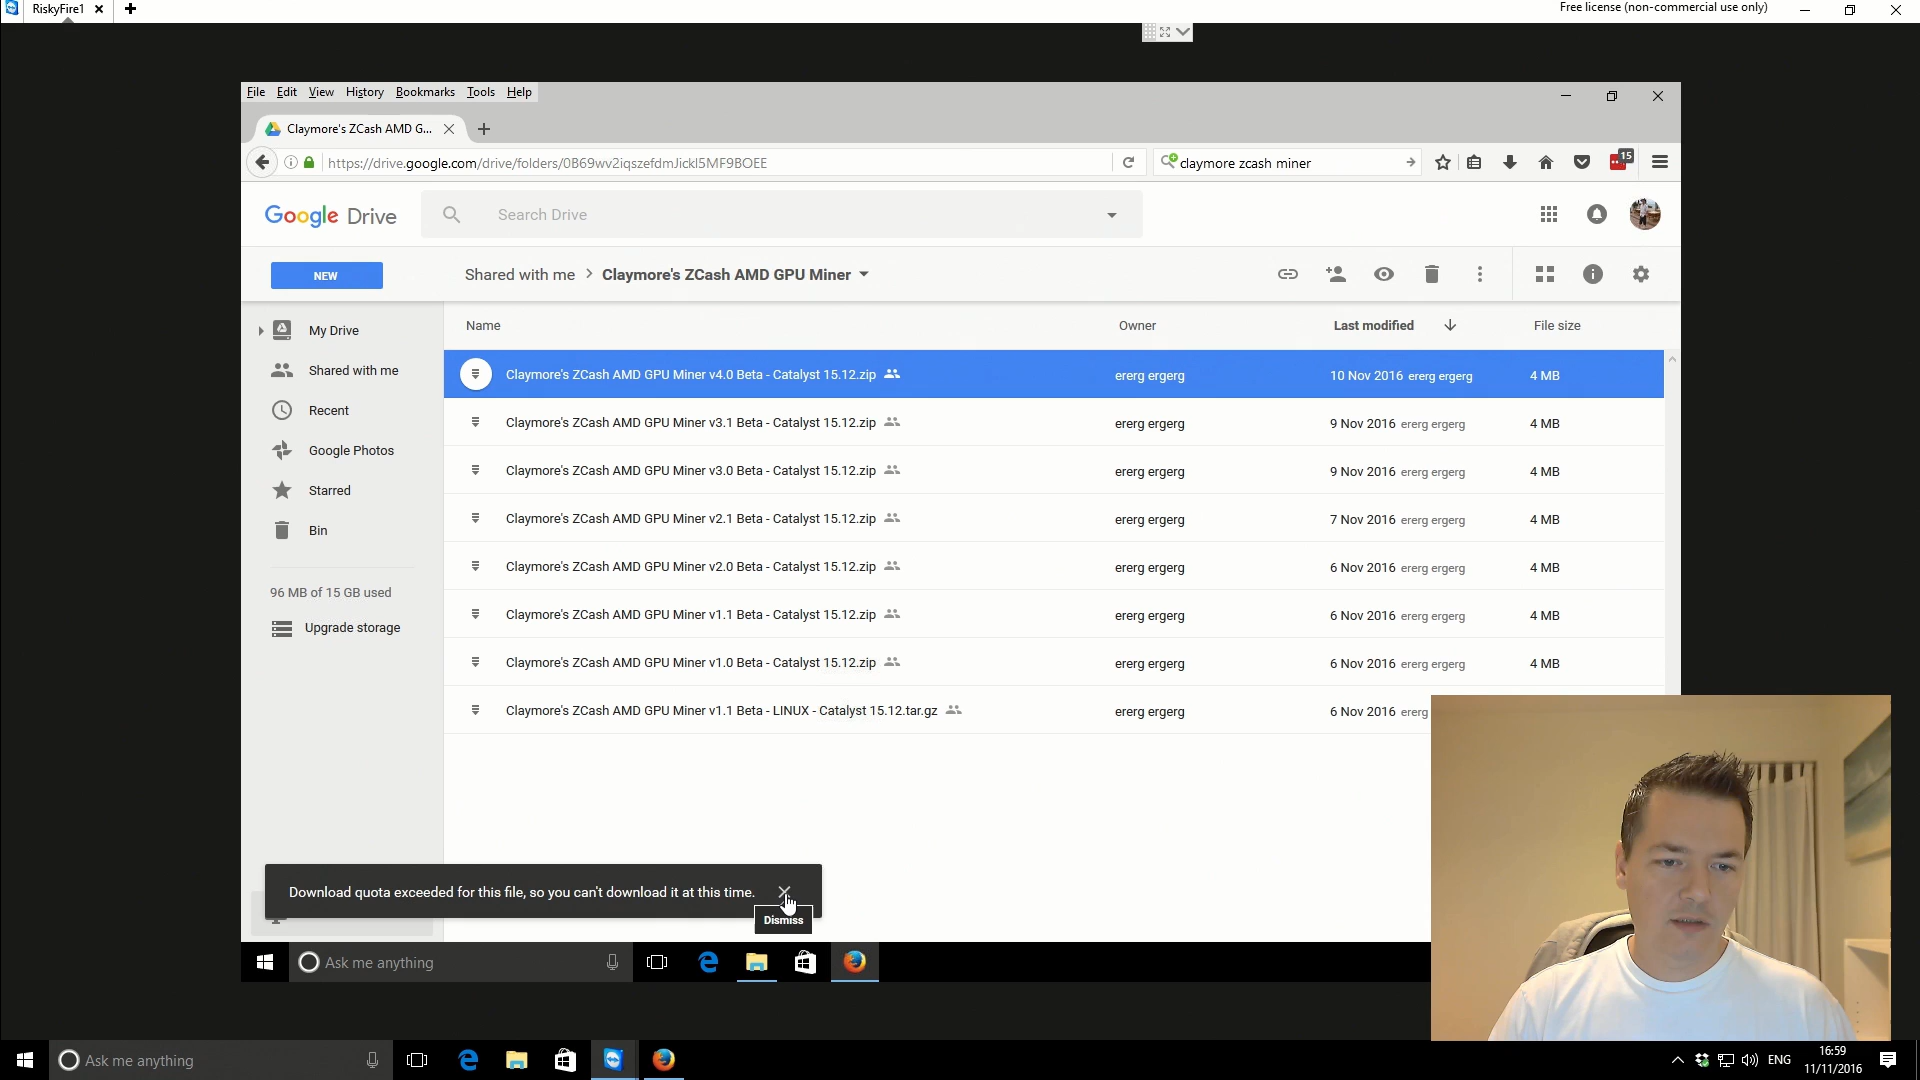 RiskyFire1
Free license (non-commercial use only)
File Edit View History Bookmarks Tools Help
Claymore's ZCash AMD G...
https://drive.google.com/drive/folders/0B69wv2iqszefdmJickI5MF9BOEE
claymore zcash miner
15
Google Drive
Search Drive
NEW
Shared with me > Claymore's ZCash AMD GPU Miner
My Drive
Shared with me
Recent
Google Photos
Starred
Bin
96 MB of 15 GB used
Upgrade storage
Name Owner Last modified File size
Claymore's ZCash AMD GPU Miner v4.0 Beta - Catalyst 15.12.zip ererg ergerg 10 Nov 2016 ererg ergerg 4 MB
Claymore's ZCash AMD GPU Miner v3.1 Beta - Catalyst 15.12.zip ererg ergerg 9 Nov 2016 ererg ergerg 4 MB
Claymore's ZCash AMD GPU Miner v3.0 Beta - Catalyst 15.12.zip ererg ergerg 9 Nov 2016 ererg ergerg 4 MB
Claymore's ZCash AMD GPU Miner v2.1 Beta - Catalyst 15.12.zip ererg ergerg 7 Nov 2016 ererg ergerg 4 MB
Claymore's ZCash AMD GPU Miner v2.0 Beta - Catalyst 15.12.zip ererg ergerg 6 Nov 2016 ererg ergerg 4 MB
Claymore's ZCash AMD GPU Miner v1.1 Beta - Catalyst 15.12.zip ererg ergerg 6 Nov 2016 ererg ergerg 4 MB
Claymore's ZCash AMD GPU Miner v1.0 Beta - Catalyst 15.12.zip ererg ergerg 6 Nov 2016 ererg ergerg 4 MB
Claymore's ZCash AMD GPU Miner v1.1 Beta - LINUX - Catalyst 15.12.tar.gz ererg ergerg 6 Nov 2016 ererg
Download quota exceeded for this file, so you can't download it at this time.
Dismiss
Ask me anything
Ask me anything
ENG
16:59
11/11/2016